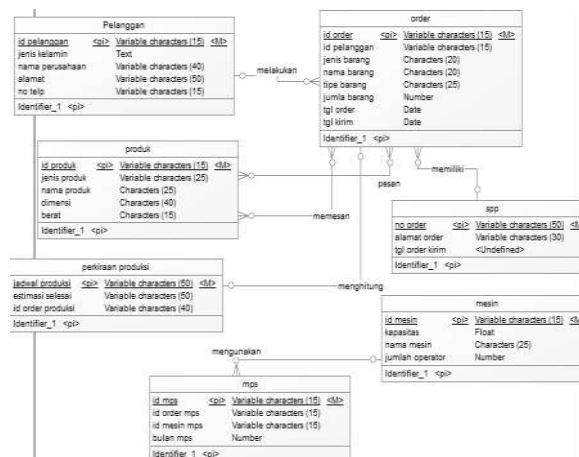 Pelanggan
id pelanggan <pi> Variable characters (15) <M>
jenis kelamin Text
nama perusahaan Variable characters (40)
alamat Variable characters (50)
no telp Variable characters (15)
Identifier_1 <pi>
melakukan
order
id order <pi> Variable characters (15) <M>
id pelanggan Variable characters (15)
jenis barang Characters (20)
nama barang Characters (20)
tipe barang Characters (25)
jumla barang Number
tgl order Date
tgl kirim Date
Identifier_1 <pi>
produk
id produk <pi> Variable characters (15) <M>
jenis produk Variable characters (25)
nama produk Characters (25)
dimensi Characters (40)
berat Characters (15)
Identifier_1 <pi>
memiliki
pesan
memesan
spp
no order <pi> Variable characters (50) <M>
alamat order Variable characters (30)
tgl order kirim <Undefined>
Identifier_1 <pi>
perkiraan produksi
jadwal produksi <pi> Variable characters (50) <M>
estimasi selesai Variable characters (50)
id order produksi Variable characters (40)
Identifier_1 <pi>
menghitung
mesin
id mesin <pi> Variable characters (15) <M
kapasitas Float
nama mesin Characters (25)
jumlah operator Number
Identifier_1 <pi>
mengunakan
mps
id mps <pi> Variable characters (15) <M>
id order mps Variable characters (15)
id mesin mps Variable characters (15)
bulan mps Number
Identifier_1 <pi>